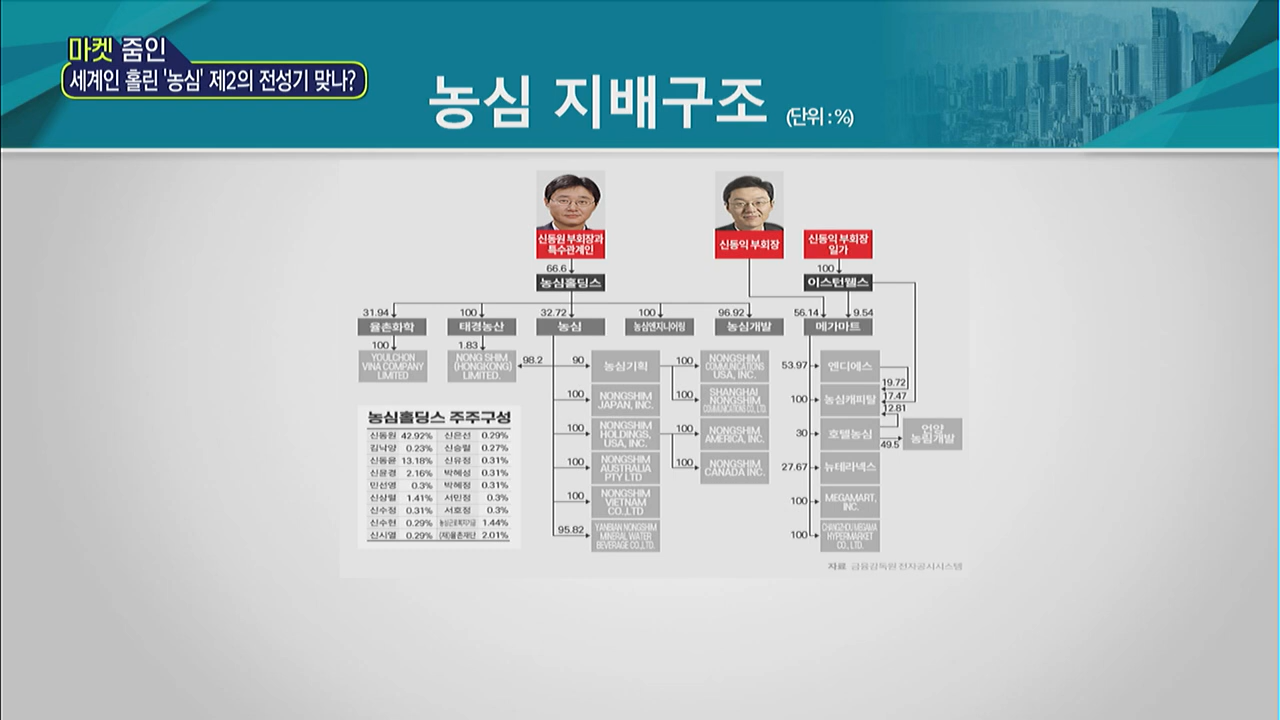 마켓 줌인
세계인 홀린 '농심' 제2의 전성기 맞나?
농심 지배구조 (단위 : %)
신동원 부회장과
특수관계인
신동익 부회장
신동익 부회장
일가
66.6
100
농심홀딩스
이스턴웰스
31.94
100
32.72
100
96.92
56.14
9.54
율촌화학
태경농산
농심
농심엔지니어링
농심개발
메가마트
100
1.83
YOULCHON
VINA COMPANY
LIMITED
NONG SHIM
(HONGKONG)
LIMITED.
98.2
90
농심기획
100
NONGSHIM
COMMUNICATIONS
USA, INC.
53.97
엔디에스
19.72
100
NONGSHIM
JAPAN, INC.
100
SHANGHAI
NONGSHIM
COMMUNICATIONS CO., LTD.
100
농심캐피탈
17.47
12.81
100
NONGSHIM
HOLDINGS,
USA, INC.
100
NONGSHIM
AMERICA, INC.
30
호텔농심
49.5
언양
농림개발
100
NONGSHIM
AUSTRALIA
PTY LTD
100
NONGSHIM
CANADA INC.
27.67
뉴테라넥스
100
NONGSHIM
VIETNAM
CO.,LTD
100
MEGAMART,
INC.
95.82
YANBIAN NONGSHIM
MINERAL WATER
BEVERAGE CO.,LTD.
100
CHANGZHOU MEGAMA
HYPERMARKET
CO., LTD.
농심홀딩스 주주구성
신동원 42.92% 신은선 0.29%
김낙양 0.23% 신승렬 0.27%
신동윤 13.18% 신유정 0.31%
신윤경 2.16% 박혜성 0.31%
민선영 0.3% 박혜정 0.31%
신상렬 1.41% 서민정 0.3%
신수정 0.31% 서호정 0.3%
신수현 0.29% 농심근로복지기금 1.44%
신시열 0.29% (재)율촌재단 2.01%
자료 금융감독원 전자공시시스템